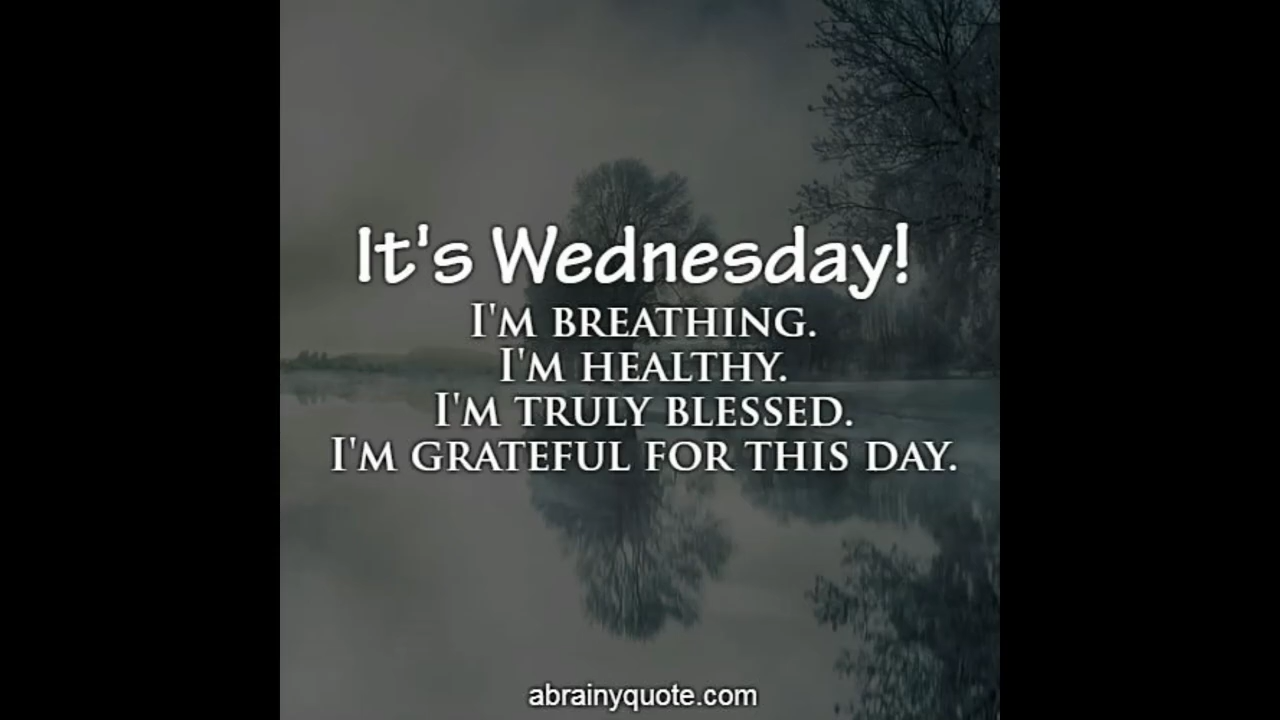 It's Wednesday!
I'M BREATHING.
I'M HEALTHY.
I'M TRULY BLESSED.
I'M GRATEFUL FOR THIS DAY.
abrainyquote.com